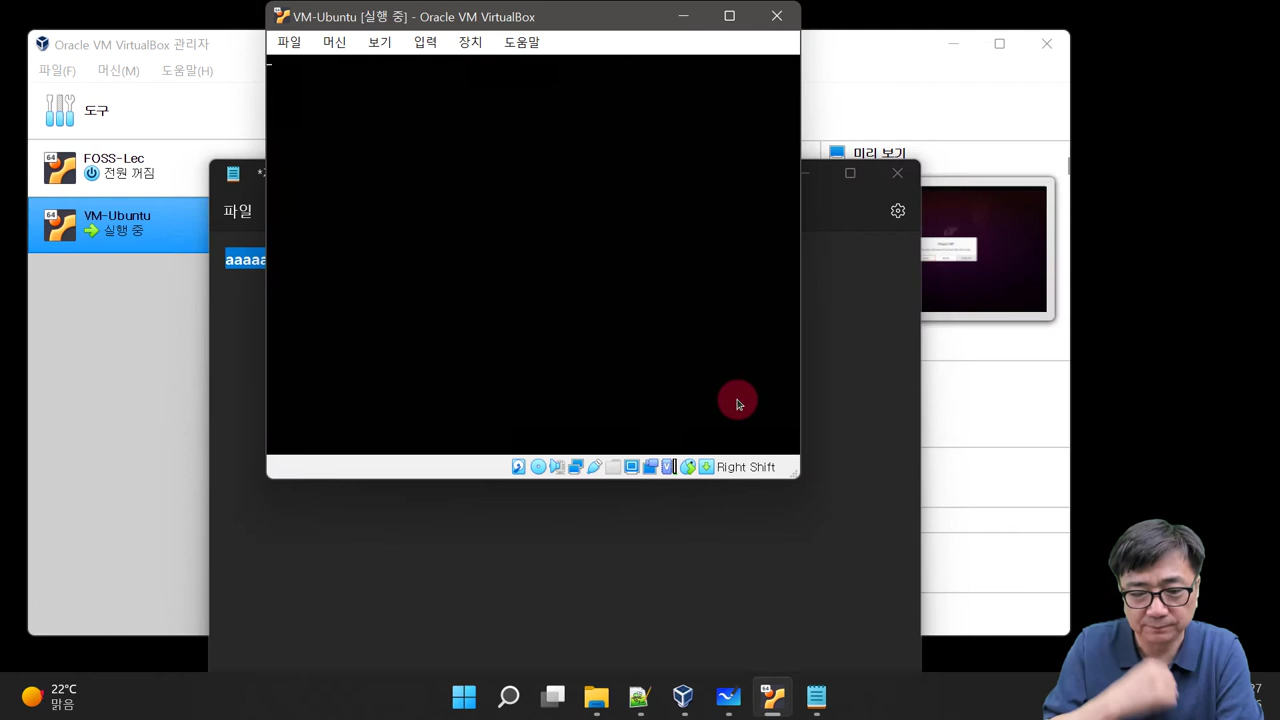 VM-Ubuntu [실행 중] - Oracle VM VirtualBox
파일 머신 보기 입력 장치 도움말
Oracle VM VirtualBox 관리자
파일(F) 머신(M) 도움말(H)
도구
FOSS-Lec
전원 꺼짐
VM-Ubuntu
실행 중
미리 보기
파일
aaaaa
Right Shift
22°C
맑음